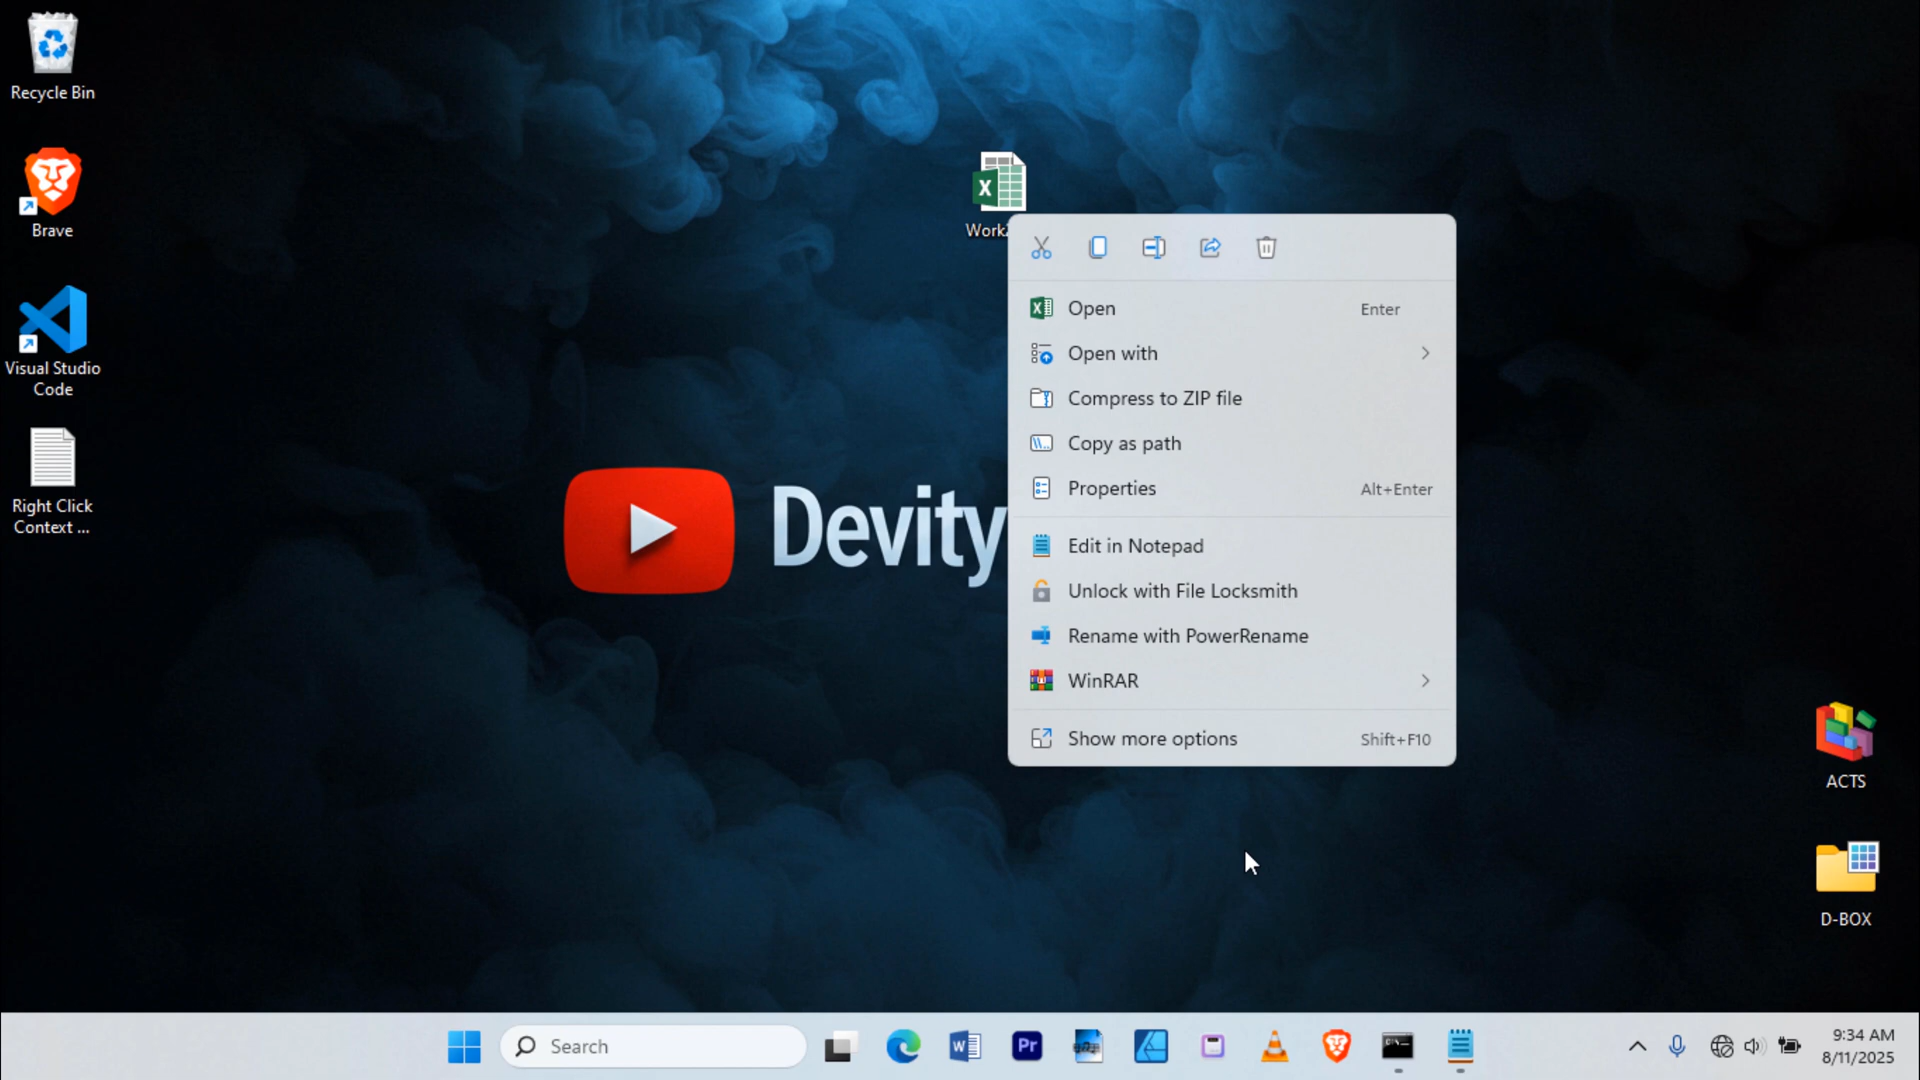 Recycle Bin
Brave
Visual Studio
Code
Right Click
Context ...
Work
Devity
Open Enter
Open with
Compress to ZIP file
Copy as path
Properties Alt+Enter
Edit in Notepad
Unlock with File Locksmith
Rename with PowerRename
WinRAR
Show more options Shift+F10
ACTS
D-BOX
Search
Pr
9:34 AM
8/11/2025